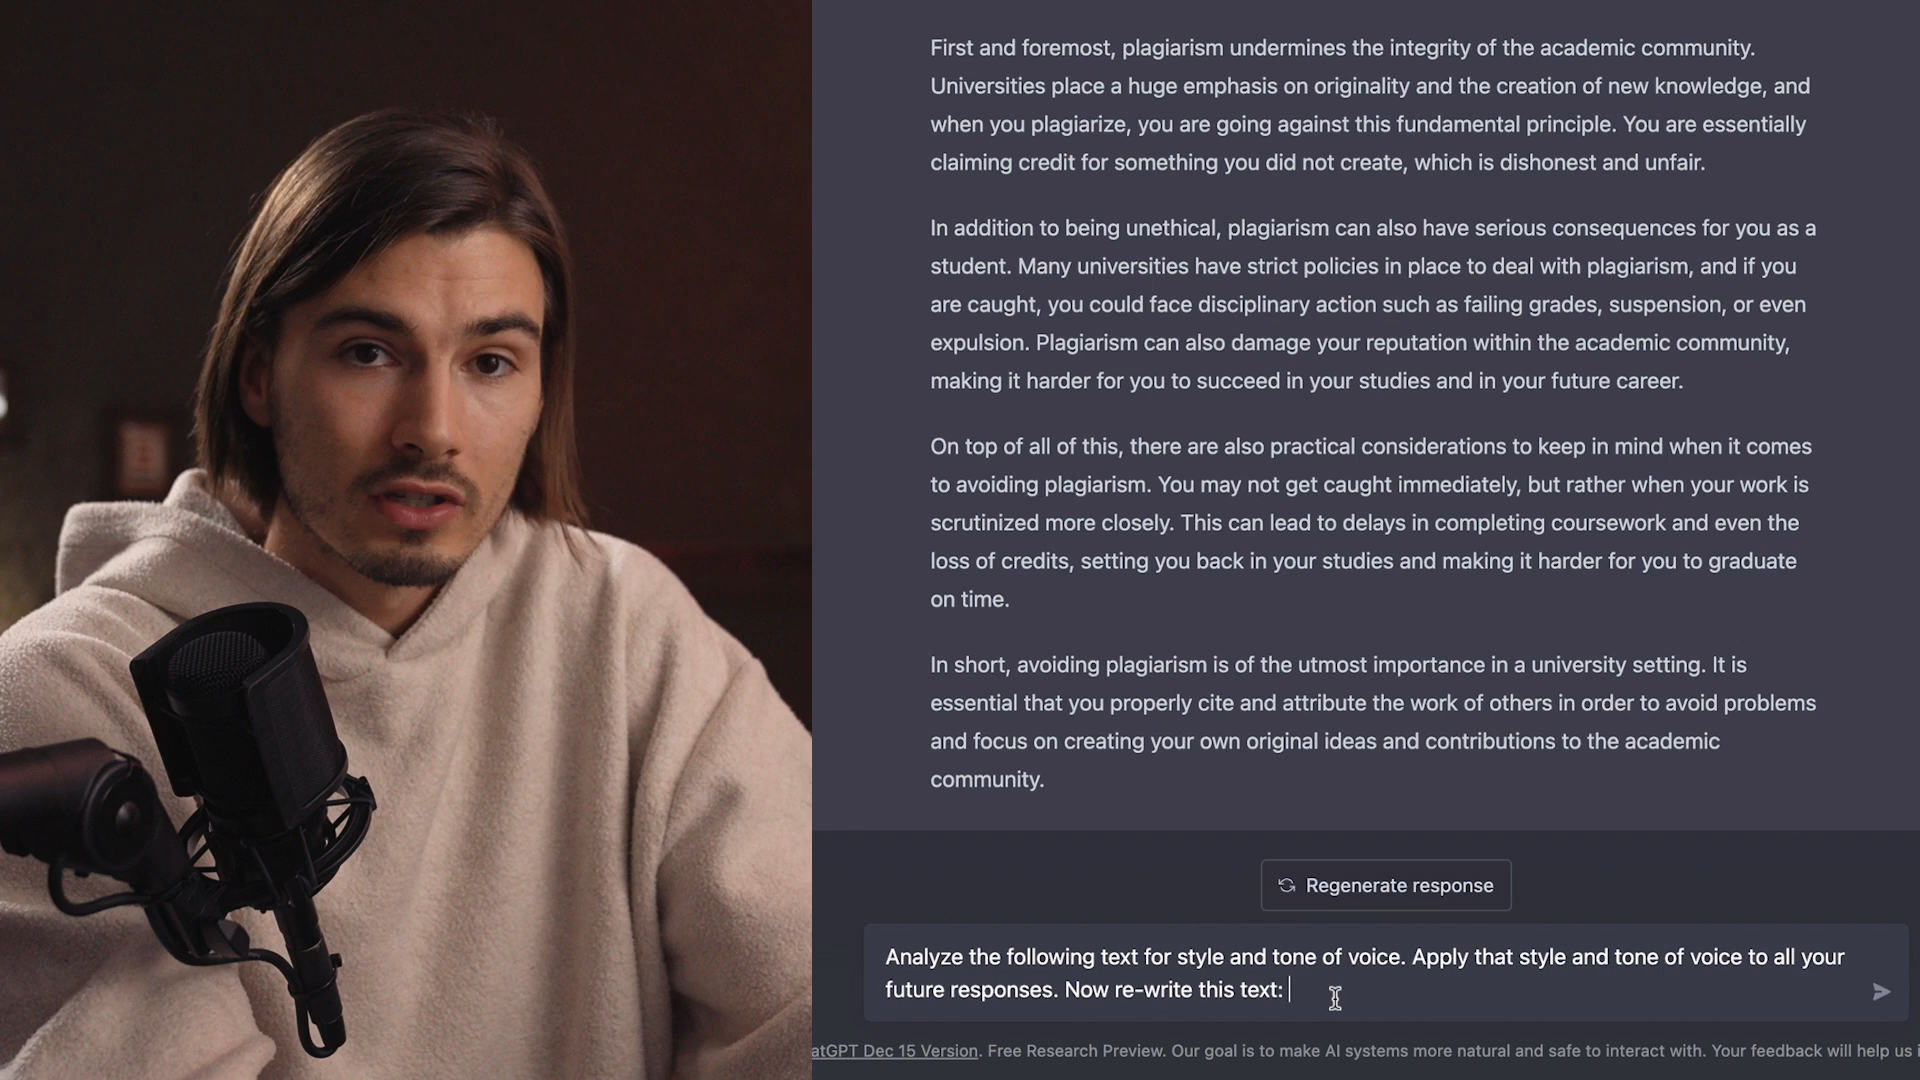 First and foremost, plagiarism undermines the integrity of the academic community.
Universities place a huge emphasis on originality and the creation of new knowledge, and
when you plagiarize, you are going against this fundamental principle. You are essentially
claiming credit for something you did not create, which is dishonest and unfair.
In addition to being unethical, plagiarism can also have serious consequences for you as a
student. Many universities have strict policies in place to deal with plagiarism, and if you
are caught, you could face disciplinary action such as failing grades, suspension, or even
expulsion. Plagiarism can also damage your reputation within the academic community,
making it harder for you to succeed in your studies and in your future career.
On top of all of this, there are also practical considerations to keep in mind when it comes
to avoiding plagiarism. You may not get caught immediately, but rather when your work is
scrutinized more closely. This can lead to delays in completing coursework and even the
loss of credits, setting you back in your studies and making it harder for you to graduate
on time.
In short, avoiding plagiarism is of the utmost importance in a university setting. It is
essential that you properly cite and attribute the work of others in order to avoid problems
and focus on creating your own original ideas and contributions to the academic
community.
Regenerate response
Analyze the following text for style and tone of voice. Apply that style and tone of voice to all your
future responses. Now re-write this text:
atGPT Dec 15 Version. Free Research Preview. Our goal is to make AI systems more natural and safe to interact with. Your feedback will help us